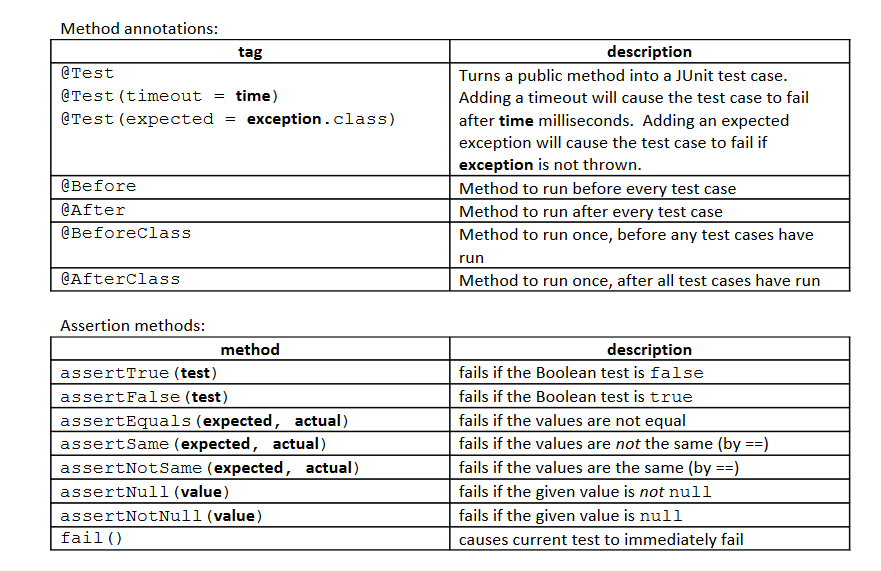 Method annotations:
tag description
@Test
@Test(timeout = time)
@Test(expected = exception.class)
Turns a public method into a JUnit test case.
Adding a timeout will cause the test case to fail
after time milliseconds.  Adding an expected
exception will cause the test case to fail if
exception is not thrown.
@Before Method to run before every test case
@After Method to run after every test case
@BeforeClass Method to run once, before any test cases have
run
@AfterClass Method to run once, after all test cases have run
Assertion methods:
method description
assertTrue(test) fails if the Boolean test is false
assertFalse(test) fails if the Boolean test is true
assertEquals(expected, actual) fails if the values are not equal
assertSame(expected, actual) fails if the values are not the same (by ==)
assertNotSame(expected, actual) fails if the values are the same (by ==)
assertNull(value) fails if the given value is not null
assertNotNull(value) fails if the given value is null
fail() causes current test to immediately fail